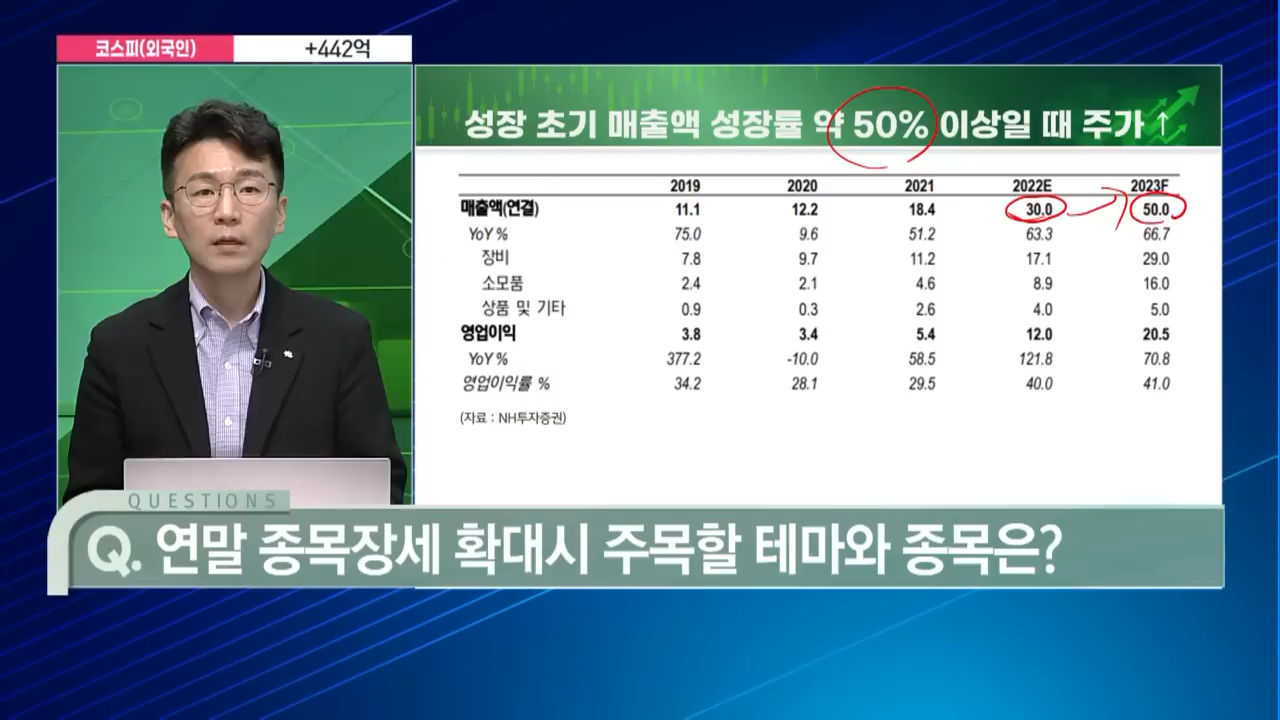 코스피(외국인) +442억
성장 초기 매출액 성장률 약 50% 이상일 때 주가 ↑
2019 2020 2021 2022E 2023F
매출액(연결) 11.1 12.2 18.4 30.0 50.0
YoY % 75.0 9.6 51.2 63.3 66.7
장비 7.8 9.7 11.2 17.1 29.0
소모품 2.4 2.1 4.6 8.9 16.0
상품 및 기타 0.9 0.3 2.6 4.0 5.0
영업이익 3.8 3.4 5.4 12.0 20.5
YoY % 377.2 -10.0 58.5 121.8 70.8
영업이익률 % 34.2 28.1 29.5 40.0 41.0
(자료 : NH투자증권)
QUESTIONS
Q. 연말 종목장세 확대시 주목할 테마와 종목은?